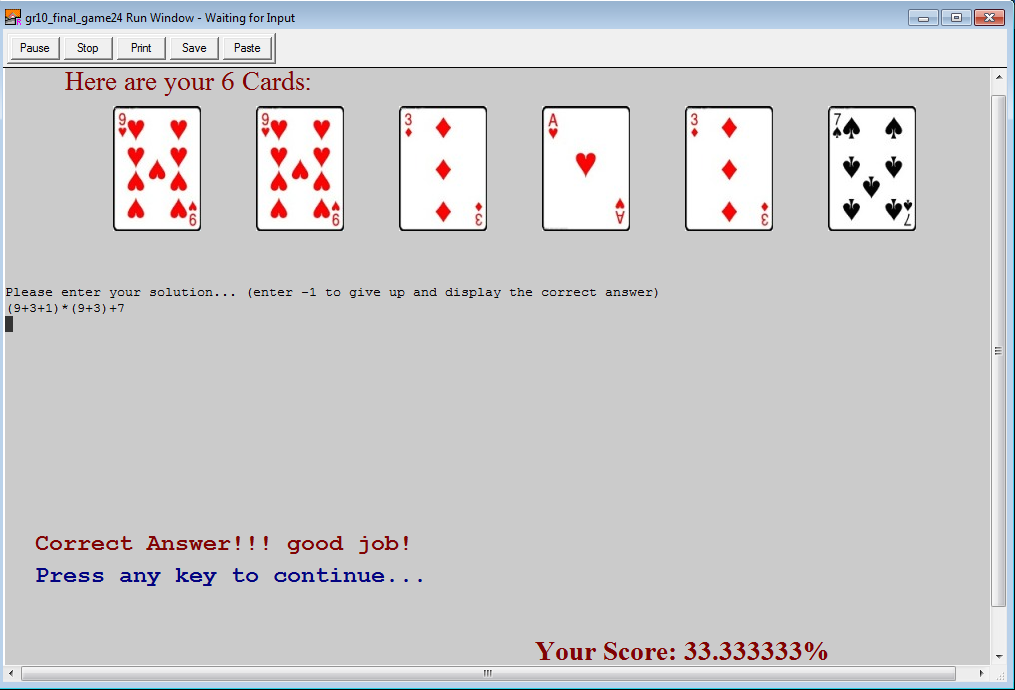 gr10_final_game24 Run Window - Waiting for Input
Pause Stop Print Save Paste
Here are your 6 Cards:
9 9 3 A 3 7
6 6 3 A 3 7
Please enter your solution... (enter -1 to give up and display the correct answer)
(9+3+1)*(9+3)+7
Correct Answer!!! good job!
Press any key to continue...
Your Score: 33.333333%